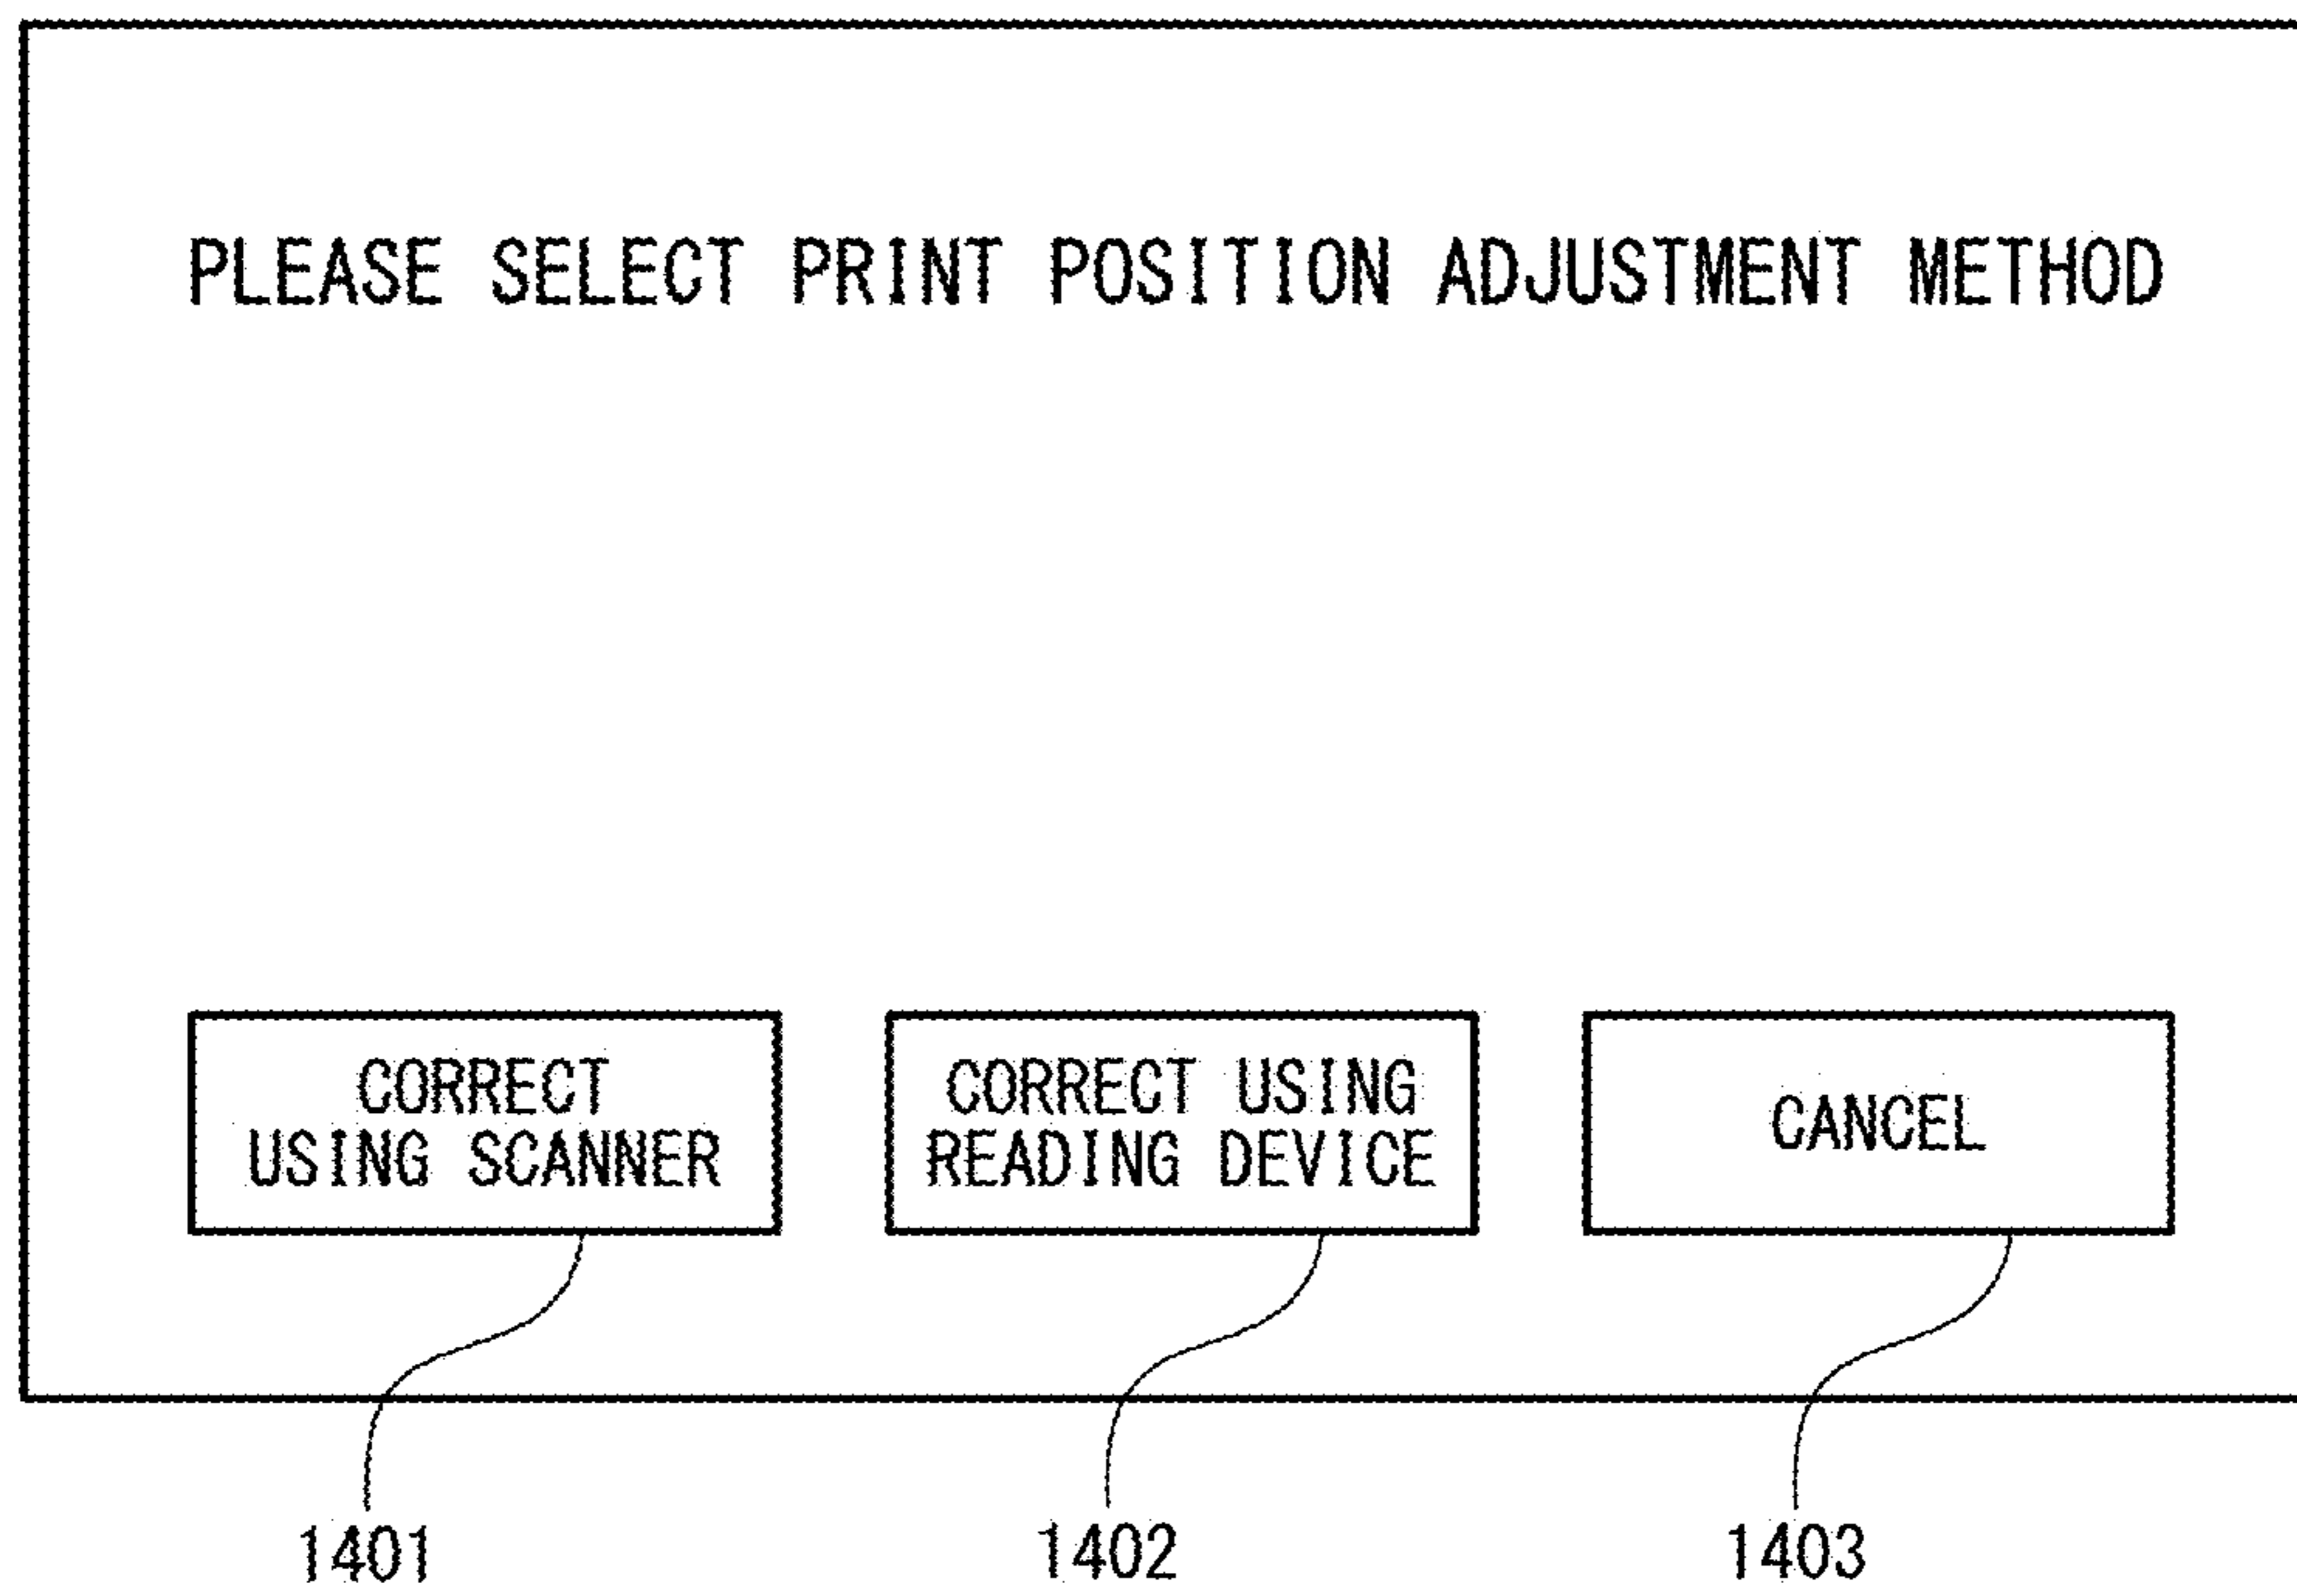 PLEASE SELECT PRINT POSITION ADJUSTMENT METHOD
CORRECT
USING SCANNER
CORRECT USING
READING DEVICE
CANCEL
1401
1402
1403